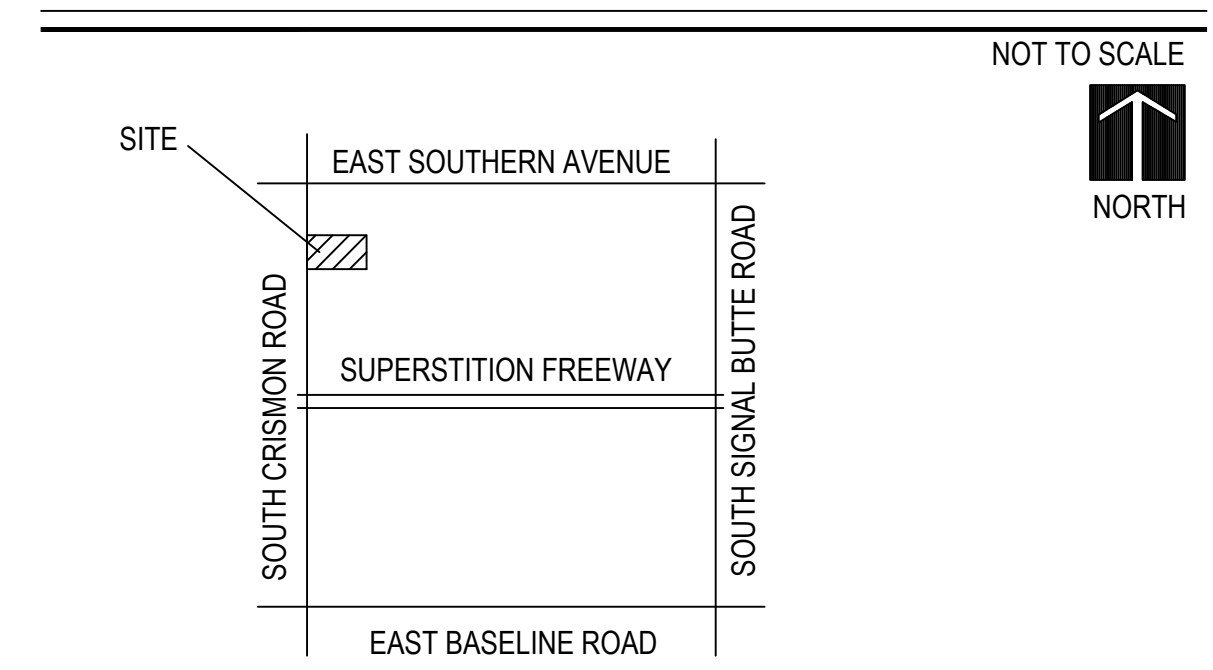 NOT TO SCALE
NORTH
SITE
EAST SOUTHERN AVENUE
SOUTH CRISMON ROAD
SUPERSTITION FREEWAY
SOUTH SIGNAL BUTTE ROAD
EAST BASELINE ROAD